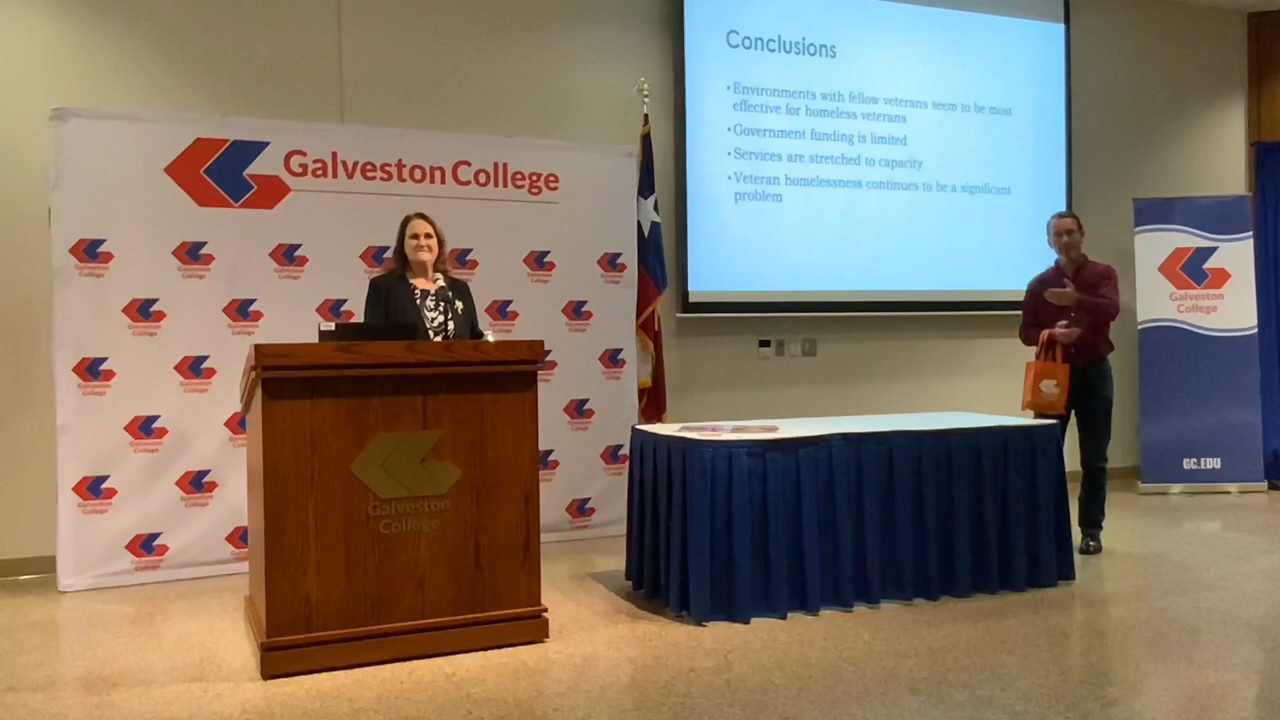 Galveston College
Conclusions
• Environments with fellow veterans seem to be most
effective for homeless veterans
• Government funding is limited
• Services are stretched to capacity
• Veteran homelessness continues to be a significant
problem
Galveston
College
Galveston
College
GC.EDU